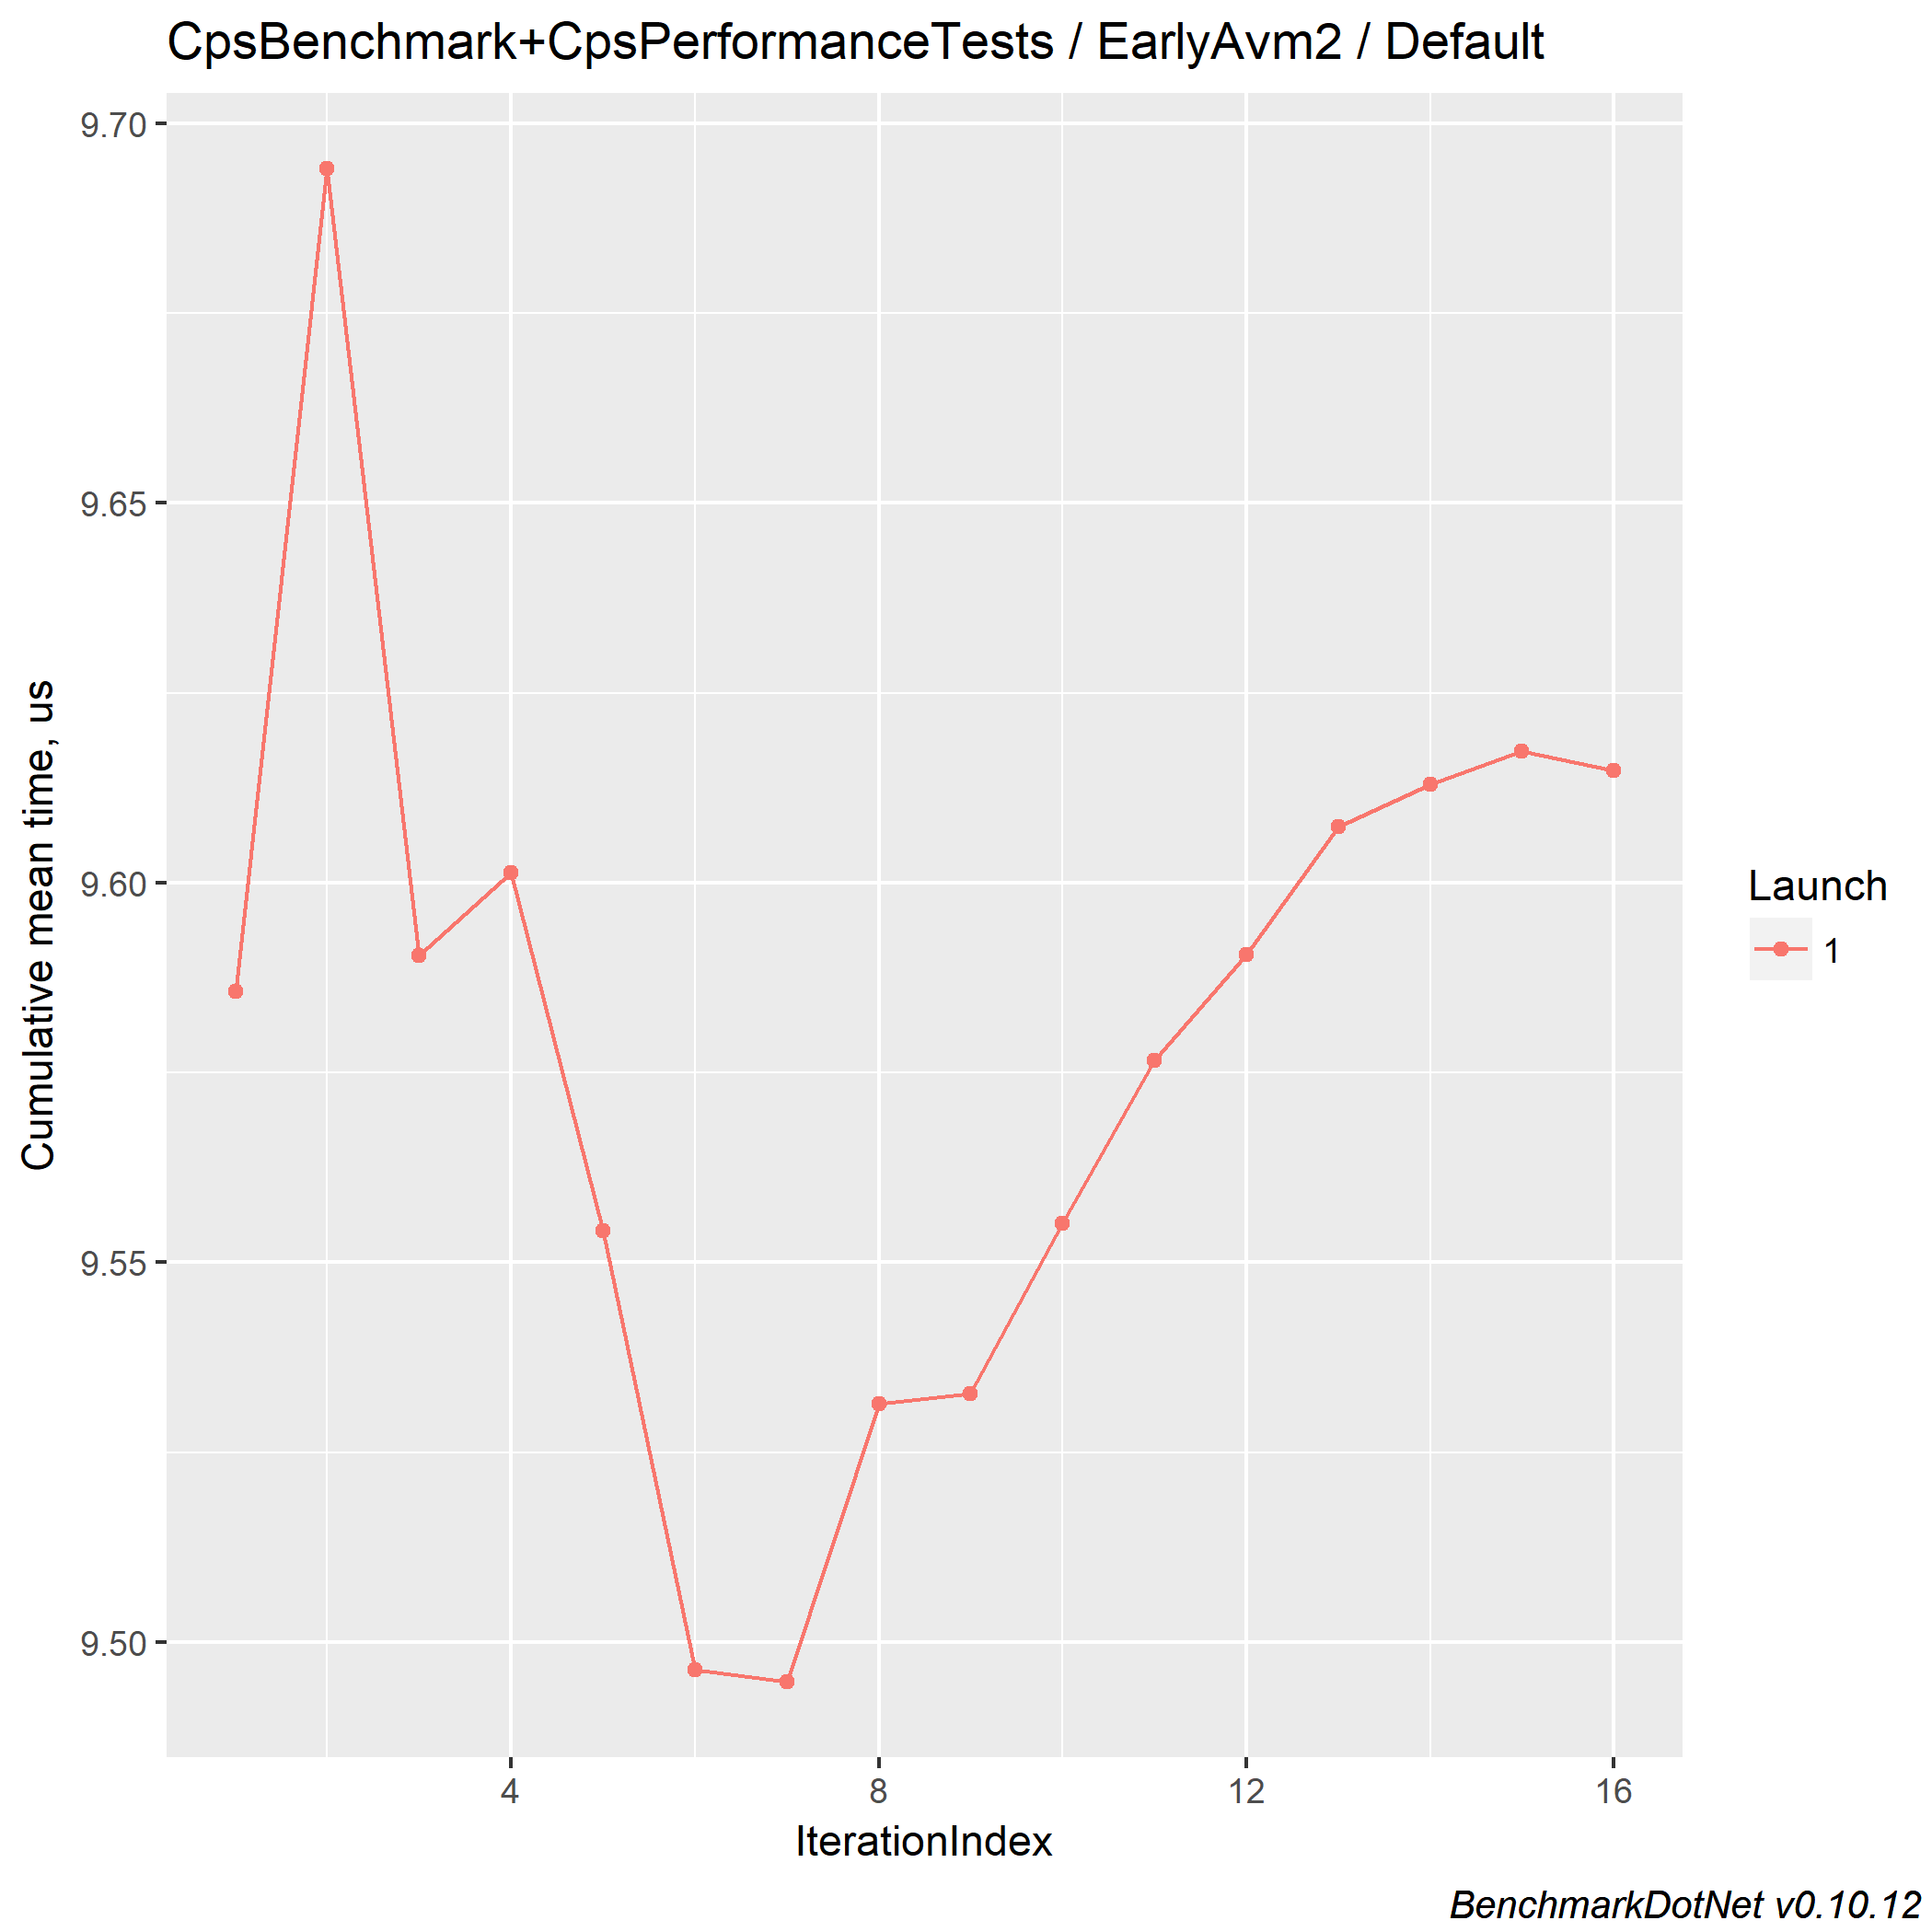 CpsBenchmark+CpsPerformanceTests / EarlyAvm2 / Default
9.70
9.65
9.60
9.55
9.50
Cumulative mean time, us
4
8
12
16
IterationIndex
Launch
1
BenchmarkDotNet v0.10.12